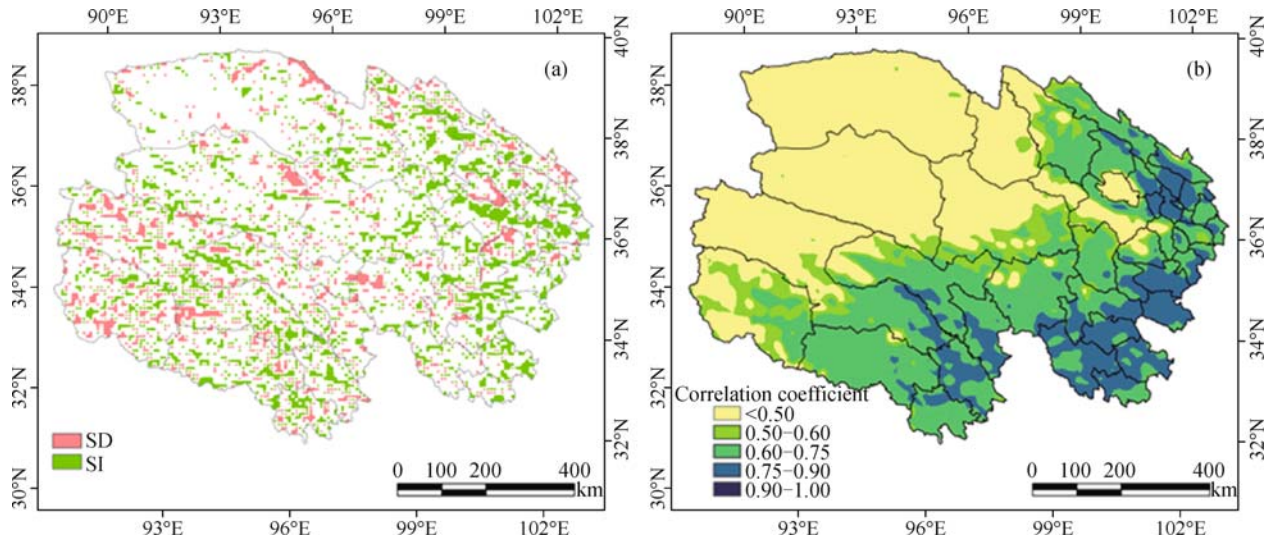 90°E 93°E 96°E 99°E 102°E
40°N
38°N
36°N
34°N
32°N
30°N
38°N
36°N
34°N
32°N
(a)
SD
SI
0 100 200 400
km
93°E 96°E 99°E 102°E
90°E 93°E 96°E 99°E 102°E
40°N
38°N
36°N
34°N
32°N
30°N
38°N
36°N
34°N
32°N
(b)
Correlation coefficient
<0.50
0.50−0.60
0.60−0.75
0.75−0.90
0.90−1.00
0 100 200 400
km
93°E 96°E 99°E 102°E